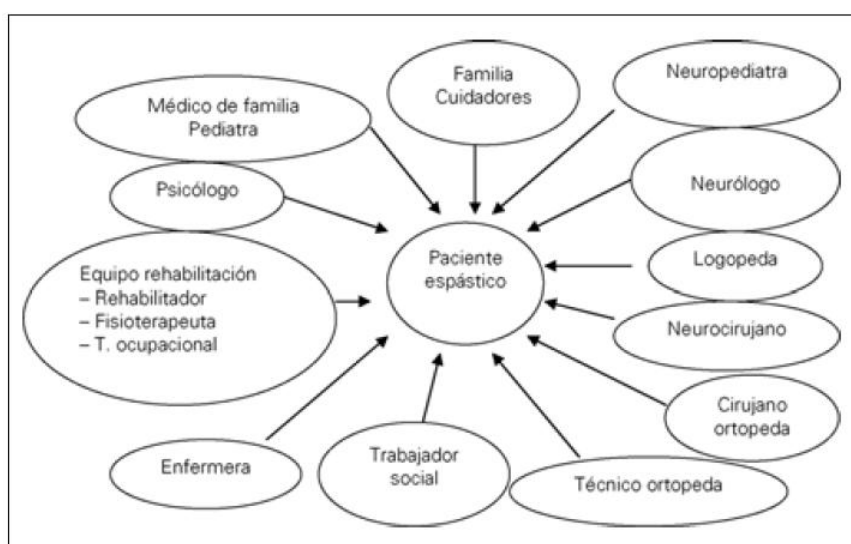 Familia
Cuidadores
Neuropediatra
Médico de familia
Pediatra
Psicólogo
Neurólogo
Paciente
espástico
Logopeda
Equipo rehabilitación
– Rehabilitador
– Fisioterapeuta
– T. ocupacional
Neurocirujano
Cirujano
ortopeda
Enfermera
Trabajador
social
Técnico ortopeda